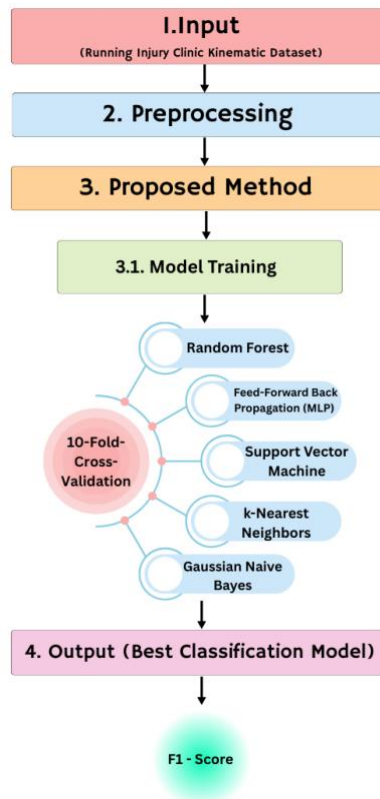 1.Input
(Running Injury Clinic Kinematic Dataset)
2. Preprocessing
3. Proposed Method
3.1. Model Training
Random Forest
Feed-Forward Back
Propagation (MLP)
10-Fold-
Cross-
Validation
Support Vector
Machine
k-Nearest
Neighbors
Gaussian Naive
Bayes
4. Output (Best Classification Model)
F1 - Score